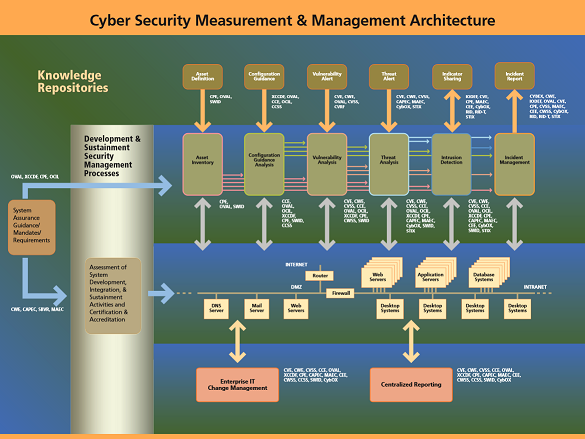 Cyber Security Measurement & Management Architecture
Knowledge
Repositories
Asset
Definition
Configuration
Guidance
Vulnerability
Alert
Threat
Alert
Indicator
Sharing
Incident
Report
CPE, OVAL,
SWID
XCCDF, OVAL,
CCE, OCIL,
CCSS
CVE, CWE,
OVAL, CVSS,
CVRF
CVE, CWE, CVSS,
CAPEC, MAEC,
CybOX, STIX
IODEF, CVE,
CPE, MAEC,
CEE, CybOX,
RID, RID-T,
STIX
CYBEX, CWE,
IODEF, OVAL, CVE,
CPE, CVSS, MAEC,
CEE, CWSS, CybOX,
RID, RID-T, STIX
Development &
Sustainment
Security
Management
Processes
Asset
Inventory
Configuration
Guidance
Analysis
Vulnerability
Analysis
Threat
Analysis
Intrusion
Detection
Incident
Management
OVAL, XCCDF, CPE, OCIL
System
Assurance
Guidance/
Mandates/
Requirements
CPE,
OVAL, SWID
CCE,
OVAL,
OCIL,
XCCDF,
CPE, SWID,
CCSS
CVE, CWE,
CVSS, CCE,
OVAL, OCIL,
XCCDF, CPE,
CWSS, SWID
CVE, CWE,
CVSS, CCE,
OVAL, OCIL,
XCCDF, CPE,
CAPEC, MAEC,
CybOX, SWID,
STIX
CVE, CWE,
CVSS, CCE,
OVAL, OCIL,
XCCDF, CPE,
CAPEC, MAEC,
CEE, CybOX,
SWID, STIX
Assessment of
System
Development,
Integration, &
Sustainment
Activities and
Certification &
Accreditation
CWE, CAPEC, SBVR, MAEC
INTERNET
Router
DMZ
Firewall
INTRANET
Web
Servers
Application
Servers
Database
Systems
DNS
Server
Mail
Server
Web
Servers
Desktop
Systems
Desktop
Systems
Desktop
Systems
Desktop
Systems
Enterprise IT
Change Management
CVE, CWE, CVSS, CCE, OVAL,
XCCDF, CPE, CAPEC, MAEC, CEE,
CWSS, CCSS, SWID, CybOX
Centralized Reporting
CVE, CWE, CVSS, CCE, OVAL,
XCCDF, CPE, CAPEC, MAEC, CEE,
CWSS, CCSS, SWID, CybOX